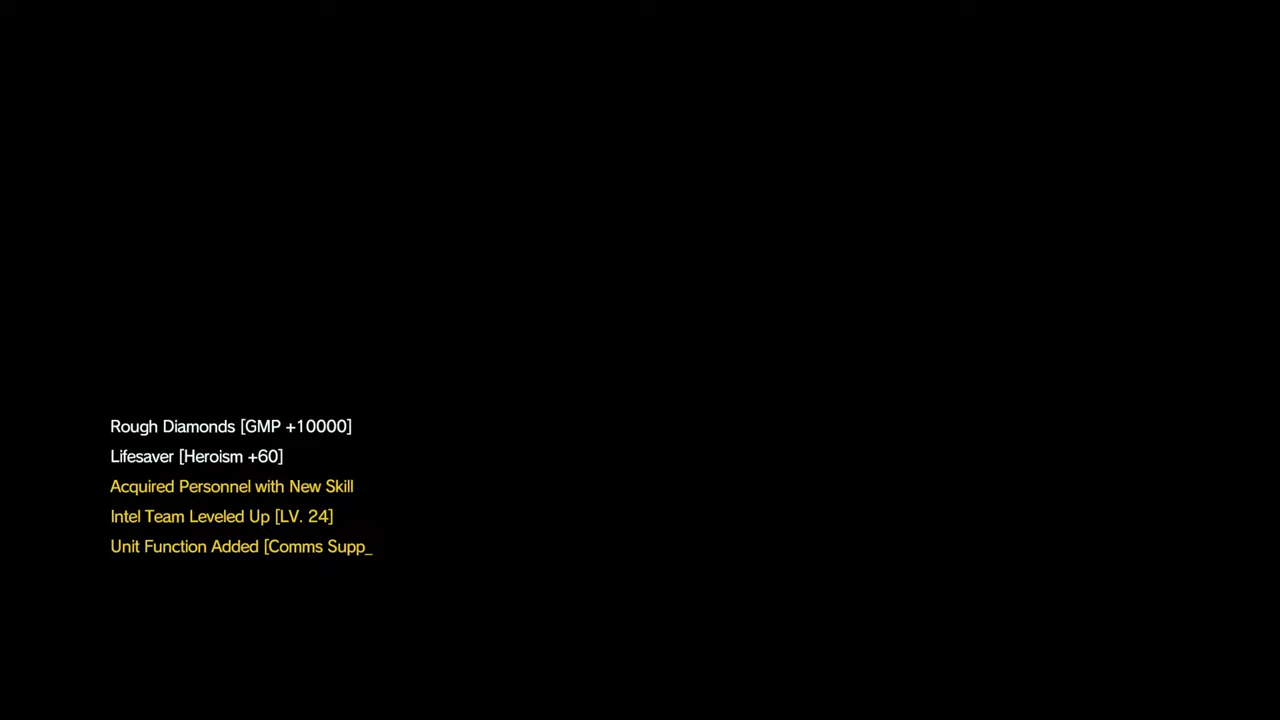 Rough Diamonds [GMP +10000]
Lifesaver [Heroism +60]
Acquired Personnel with New Skill
Intel Team Leveled Up [LV. 24]
Unit Function Added [Comms Supp_